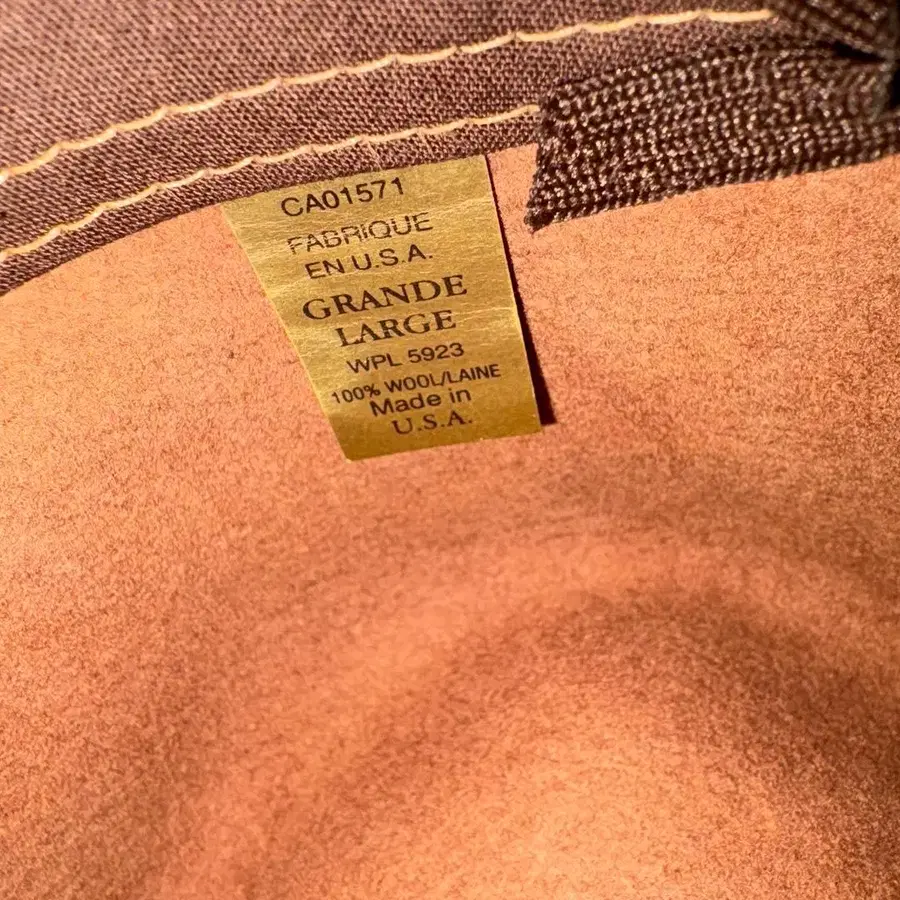 CA01571
FABRIQUE
EN U.S.A.
GRANDE
LARGE
WPL 5923
100% WOOL/LAINE
Made in
U.S.A.